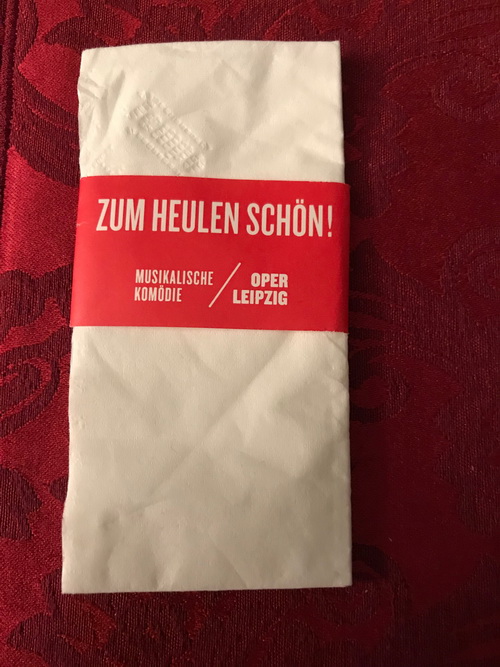 ZUM HEULEN SCHÖN!
MUSIKALISCHE
KOMÖDIE
OPER
LEIPZIG